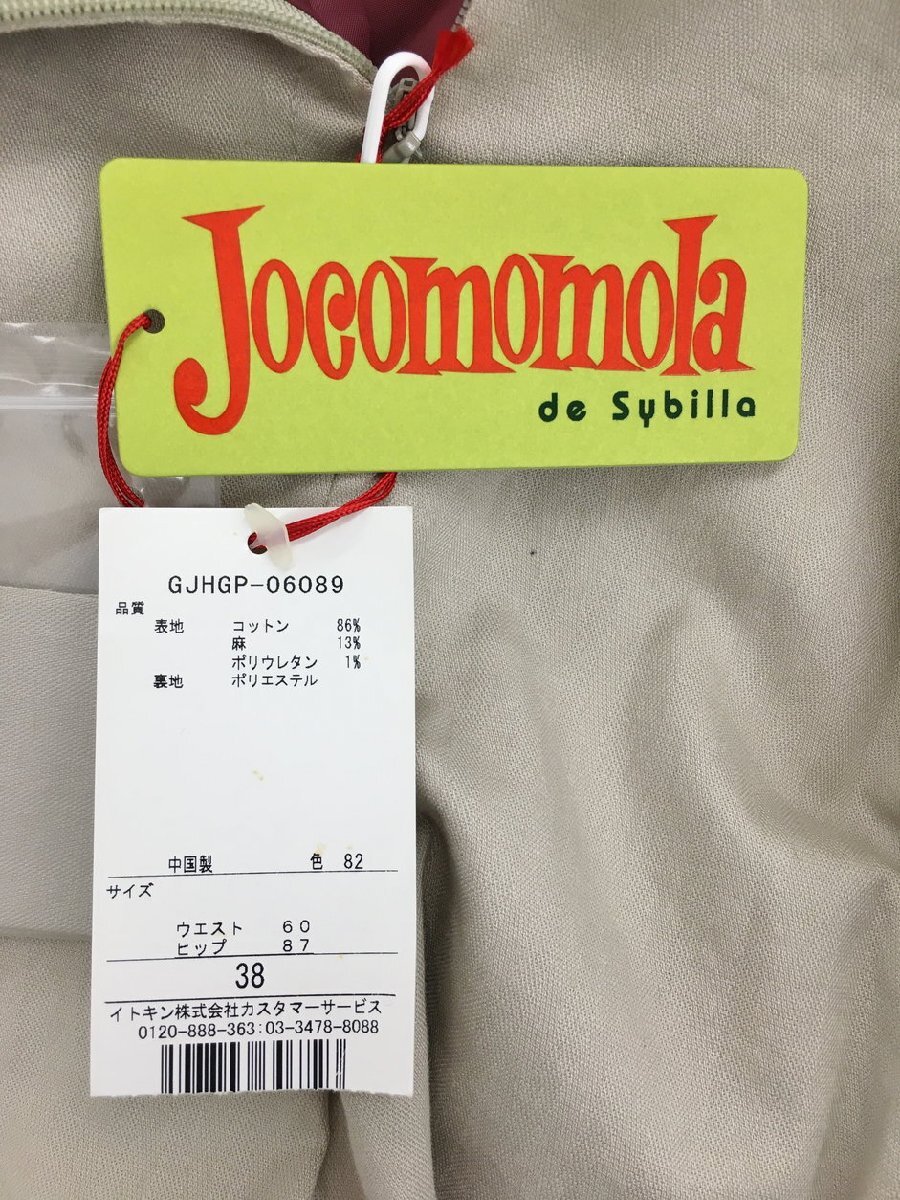 Jocomomola
de Sybilla
GJHGP-06089
品質
表地 コットン 86%
麻 13%
ポリウレタン 1%
裏地 ポリエステル
中国製 色 82
サイズ
ウエスト 60
ヒップ 87
38
イトキン株式会社カスタマーサービス
0120-888-363:03-3478-8088